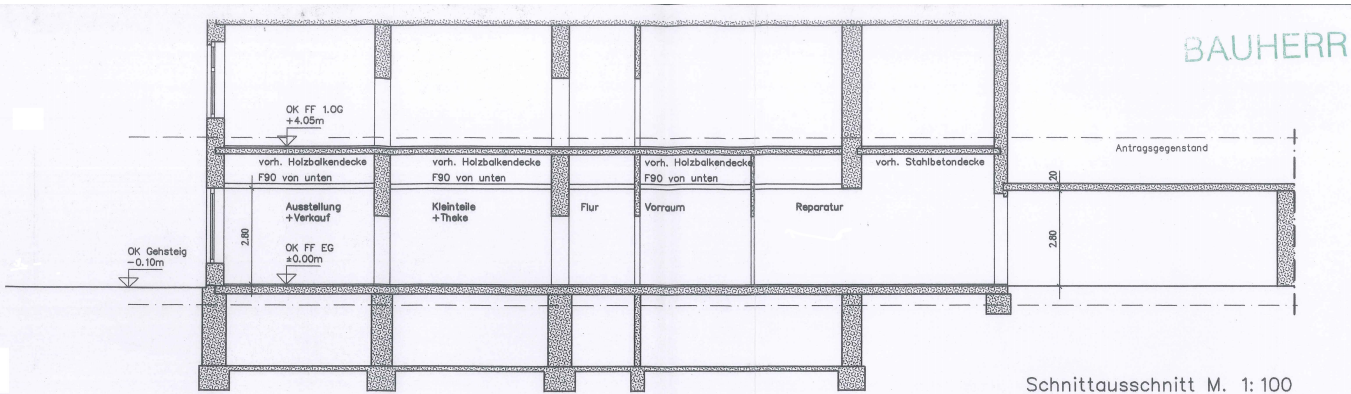 BAUHERR
OK FF 1.OG
+4.05m
Antragsgegenstand
vorh. Holzbalkendecke
F90 von unten
vorh. Holzbalkendecke
F90 von unten
vorh. Holzbalkendecke
F90 von unten
vorh. Stahlbetondecke
20
Ausstellung
+Verkauf
Kleinteile
+Theke
Flur
Vorraum
Reparatur
2.80
2.80
OK Gehsteig
-0.10m
OK FF EG
±0.00m
Schnittausschnitt M. 1:100